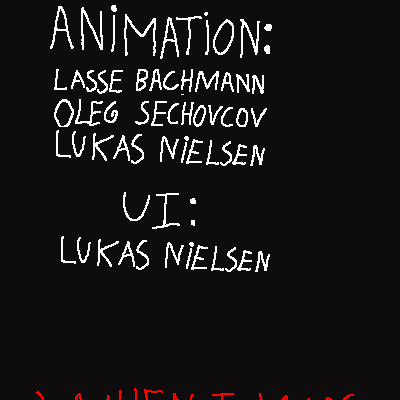 ANiMATiON:
LASSE BACHMANN
OLEG SECHOVCOV
LUKAS NiELSEN
UI:
LUKAS NiELSEN